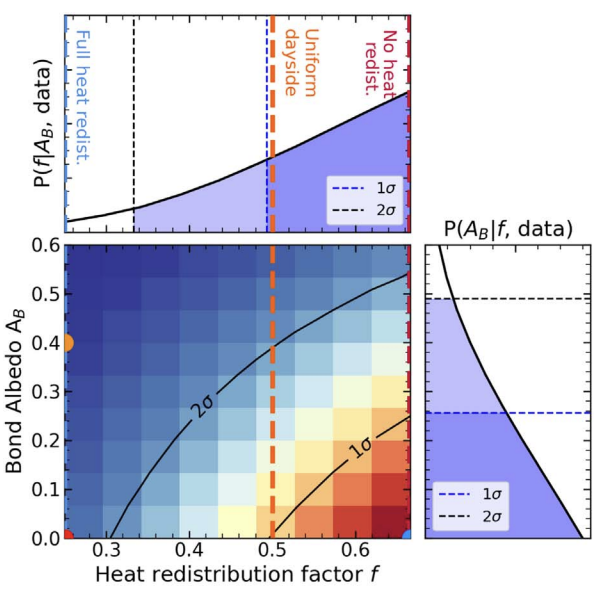 P(f|A_B, data)
Full heat redist.
Uniform
dayside
No heat
redist.
1σ
2σ
P(A_B|f, data)
Bond Albedo A_B
0.6
0.5
0.4
0.3
0.2
0.1
0.0
2σ
1σ
1σ
2σ
0.3
0.4
0.5
0.6
Heat redistribution factor f